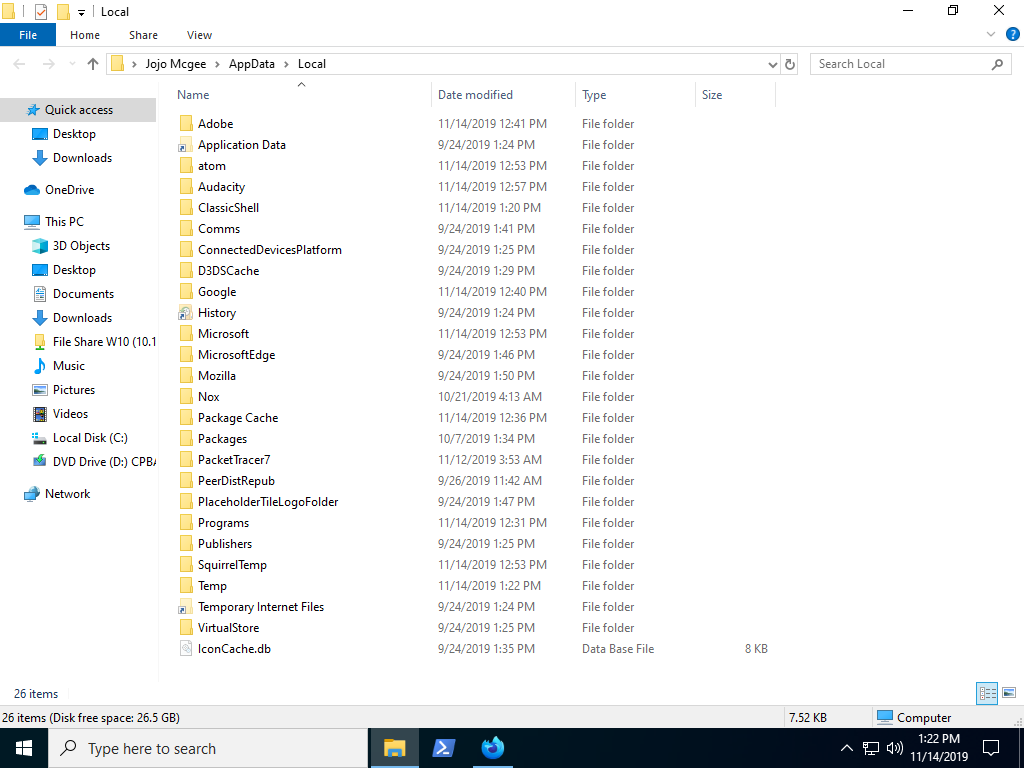 Local
File Home Share View
Jojo Mcgee AppData Local Search Local
Name Date modified Type Size
Quick access
Desktop
Downloads
OneDrive
This PC
3D Objects
Desktop
Documents
Downloads
File Share W10 (10.1
Music
Pictures
Videos
Local Disk (C:)
DVD Drive (D:) CPBA
Network
Adobe 11/14/2019 12:41 PM File folder
Application Data 9/24/2019 1:24 PM File folder
atom 11/14/2019 12:53 PM File folder
Audacity 11/14/2019 12:57 PM File folder
ClassicShell 11/14/2019 1:20 PM File folder
Comms 9/24/2019 1:41 PM File folder
ConnectedDevicesPlatform 9/24/2019 1:25 PM File folder
D3DSCache 9/24/2019 1:29 PM File folder
Google 11/14/2019 12:40 PM File folder
History 9/24/2019 1:24 PM File folder
Microsoft 11/14/2019 12:53 PM File folder
MicrosoftEdge 9/24/2019 1:46 PM File folder
Mozilla 9/24/2019 1:50 PM File folder
Nox 10/21/2019 4:13 AM File folder
Package Cache 11/14/2019 12:36 PM File folder
Packages 10/7/2019 1:34 PM File folder
PacketTracer7 11/12/2019 3:53 AM File folder
PeerDistRepub 9/26/2019 11:42 AM File folder
PlaceholderTileLogoFolder 9/24/2019 1:47 PM File folder
Programs 11/14/2019 12:31 PM File folder
Publishers 9/24/2019 1:25 PM File folder
SquirrelTemp 11/14/2019 12:53 PM File folder
Temp 11/14/2019 1:22 PM File folder
Temporary Internet Files 9/24/2019 1:24 PM File folder
VirtualStore 9/24/2019 1:25 PM File folder
IconCache.db 9/24/2019 1:35 PM Data Base File 8 KB
26 items
26 items (Disk free space: 26.5 GB) 7.52 KB Computer
Type here to search
1:22 PM
11/14/2019